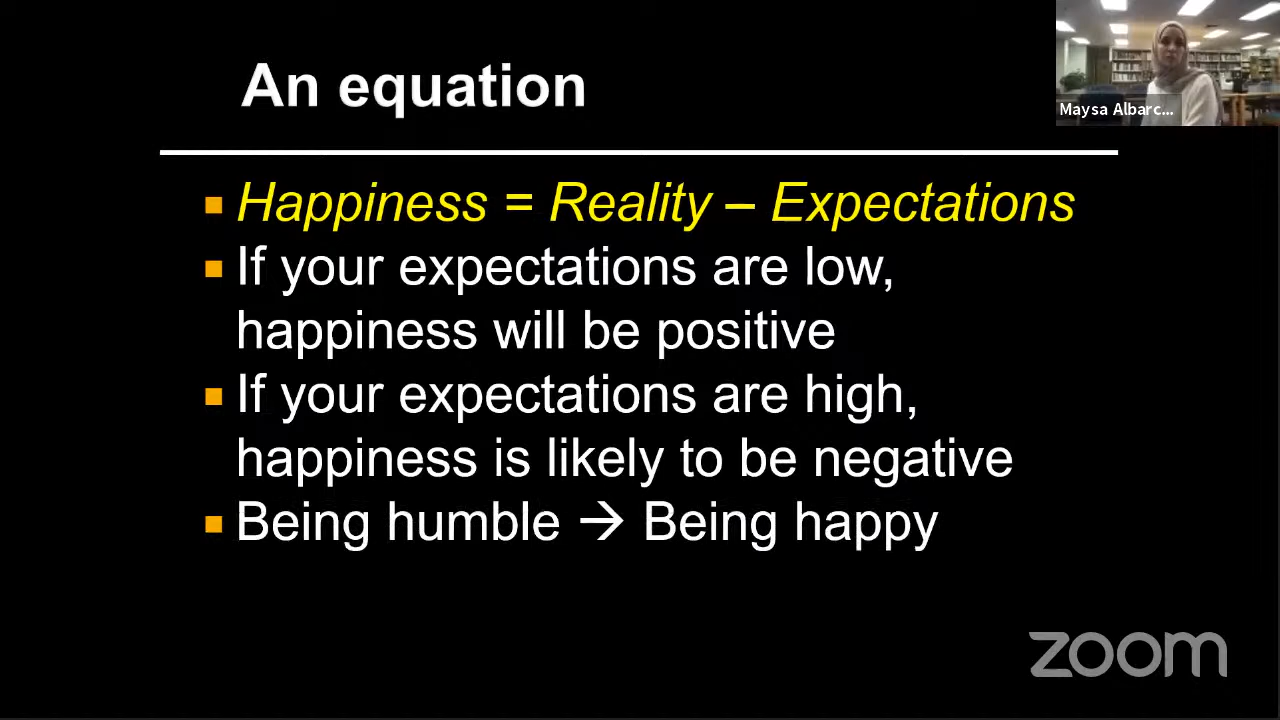 An equation
Maysa Albarc...
Happiness = Reality – Expectations
If your expectations are low,
happiness will be positive
If your expectations are high,
happiness is likely to be negative
Being humble → Being happy
zoom